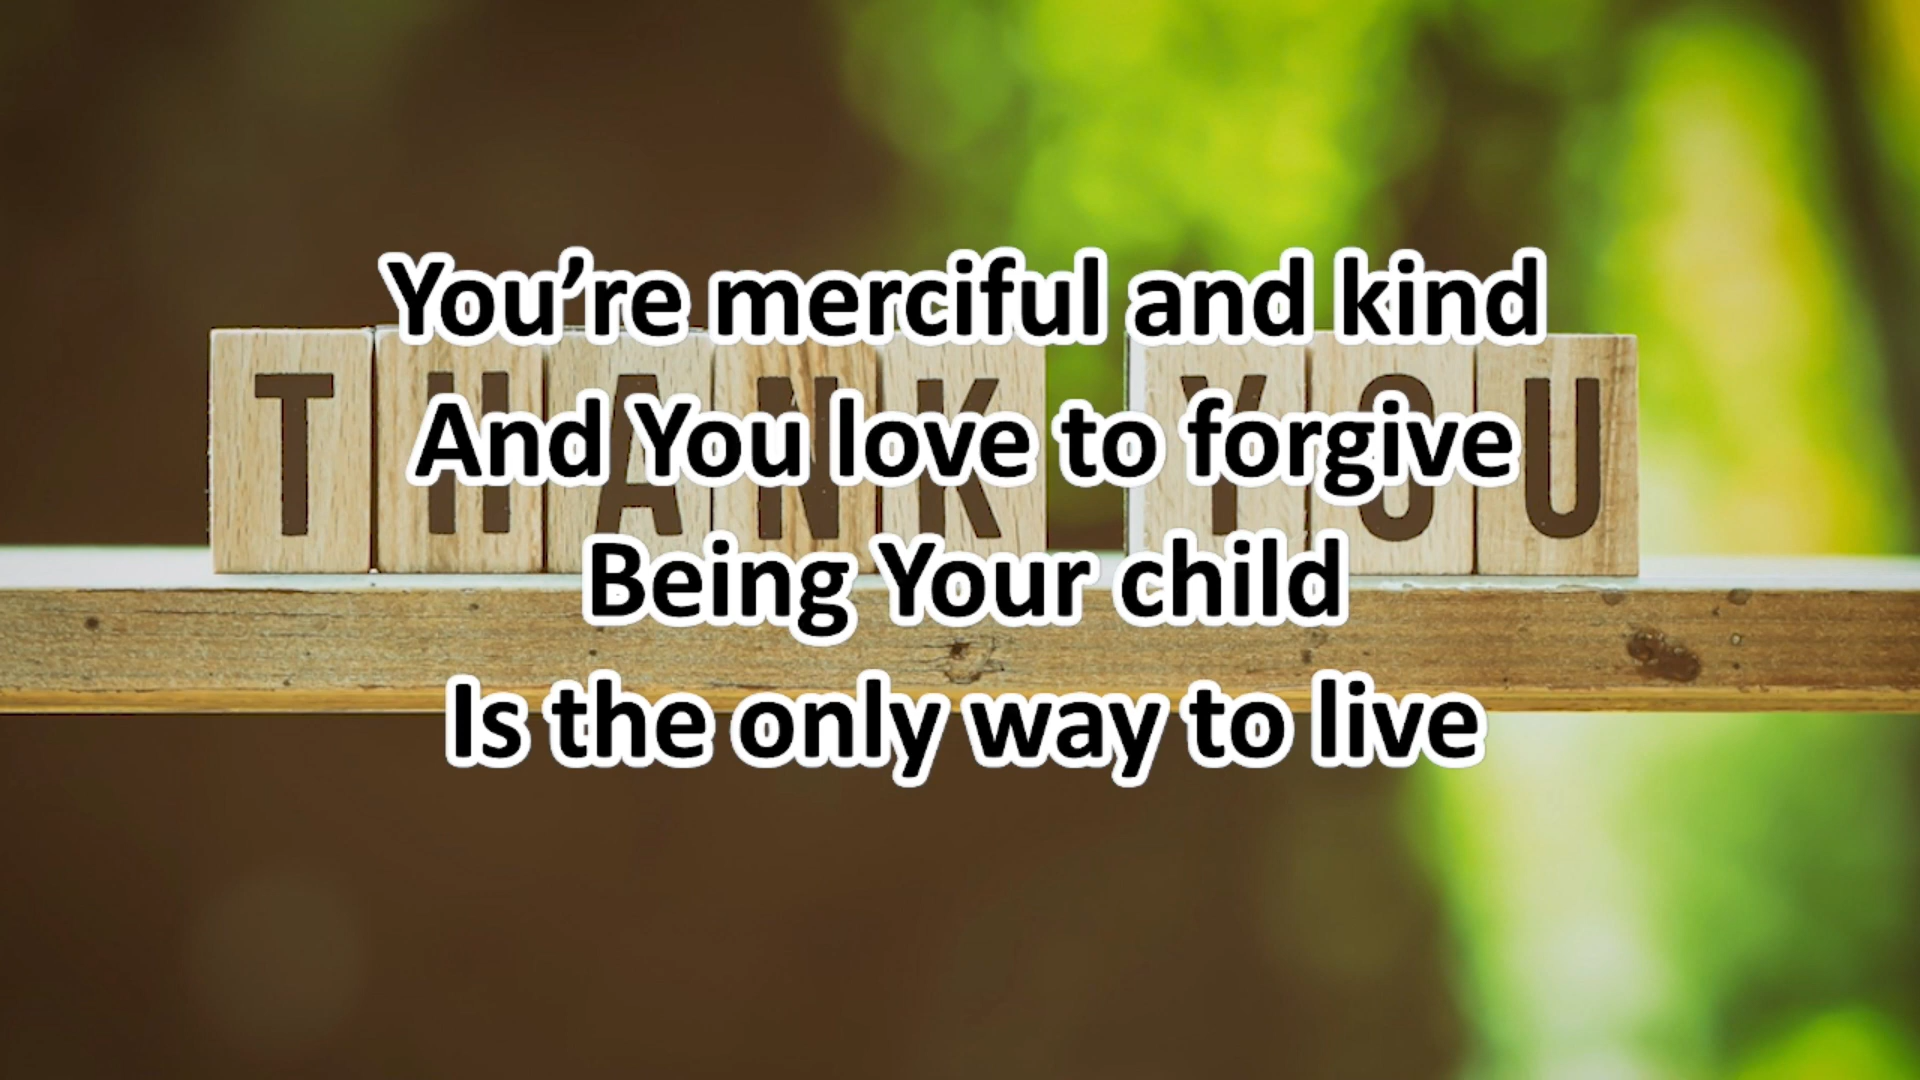 You’re merciful and kind
THANK YOU
And You love to forgive
Being Your child
Is the only way to live